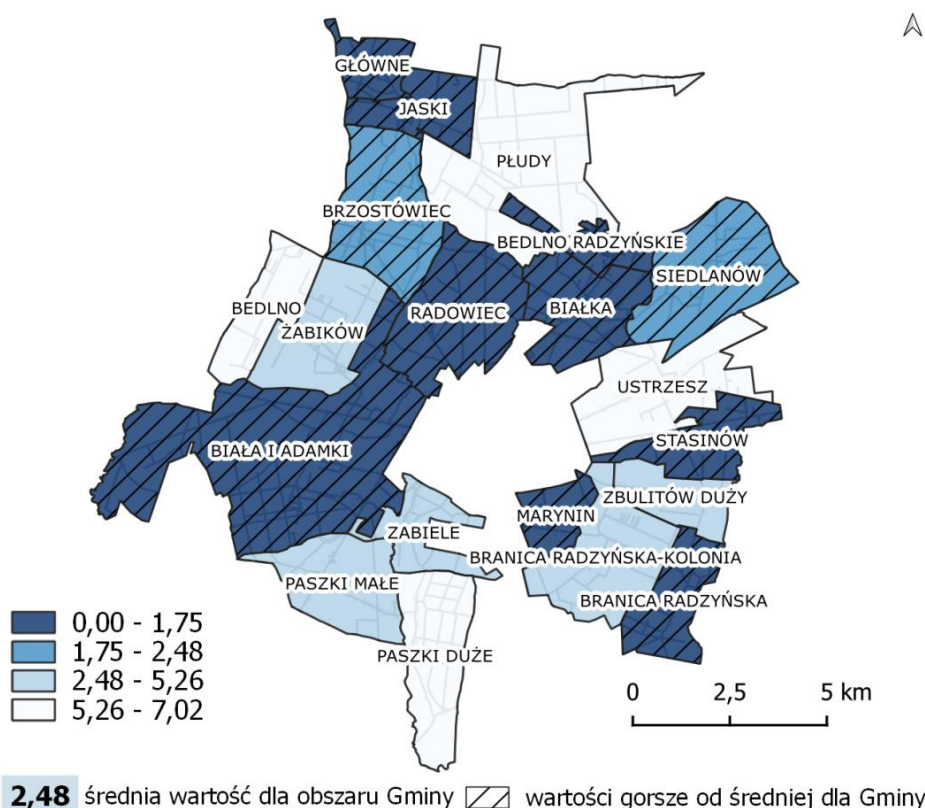 GŁÓWNE
JASKI
PŁUDY
BRZOSTÓWIEC
BEDLNO RADZYŃSKIE
SIEDLANÓW
BEDLNO
RADOWIEC
BIAŁKA
ŻABIKÓW
USTRZESZ
STASINÓW
BIAŁA I ADAMKI
ZBULITÓW DUŻY
MARYNIN
ZABIELE
BRANICA RADZYŃSKA-KOLONIA
PASZKI MAŁE
BRANICA RADZYŃSKA
PASZKI DUŻE
0,00 - 1,75
1,75 - 2,48
2,48 - 5,26
5,26 - 7,02
0 2,5 5 km
2,48 średnia wartość dla obszaru Gminy wartości gorsze od średniej dla Gminy